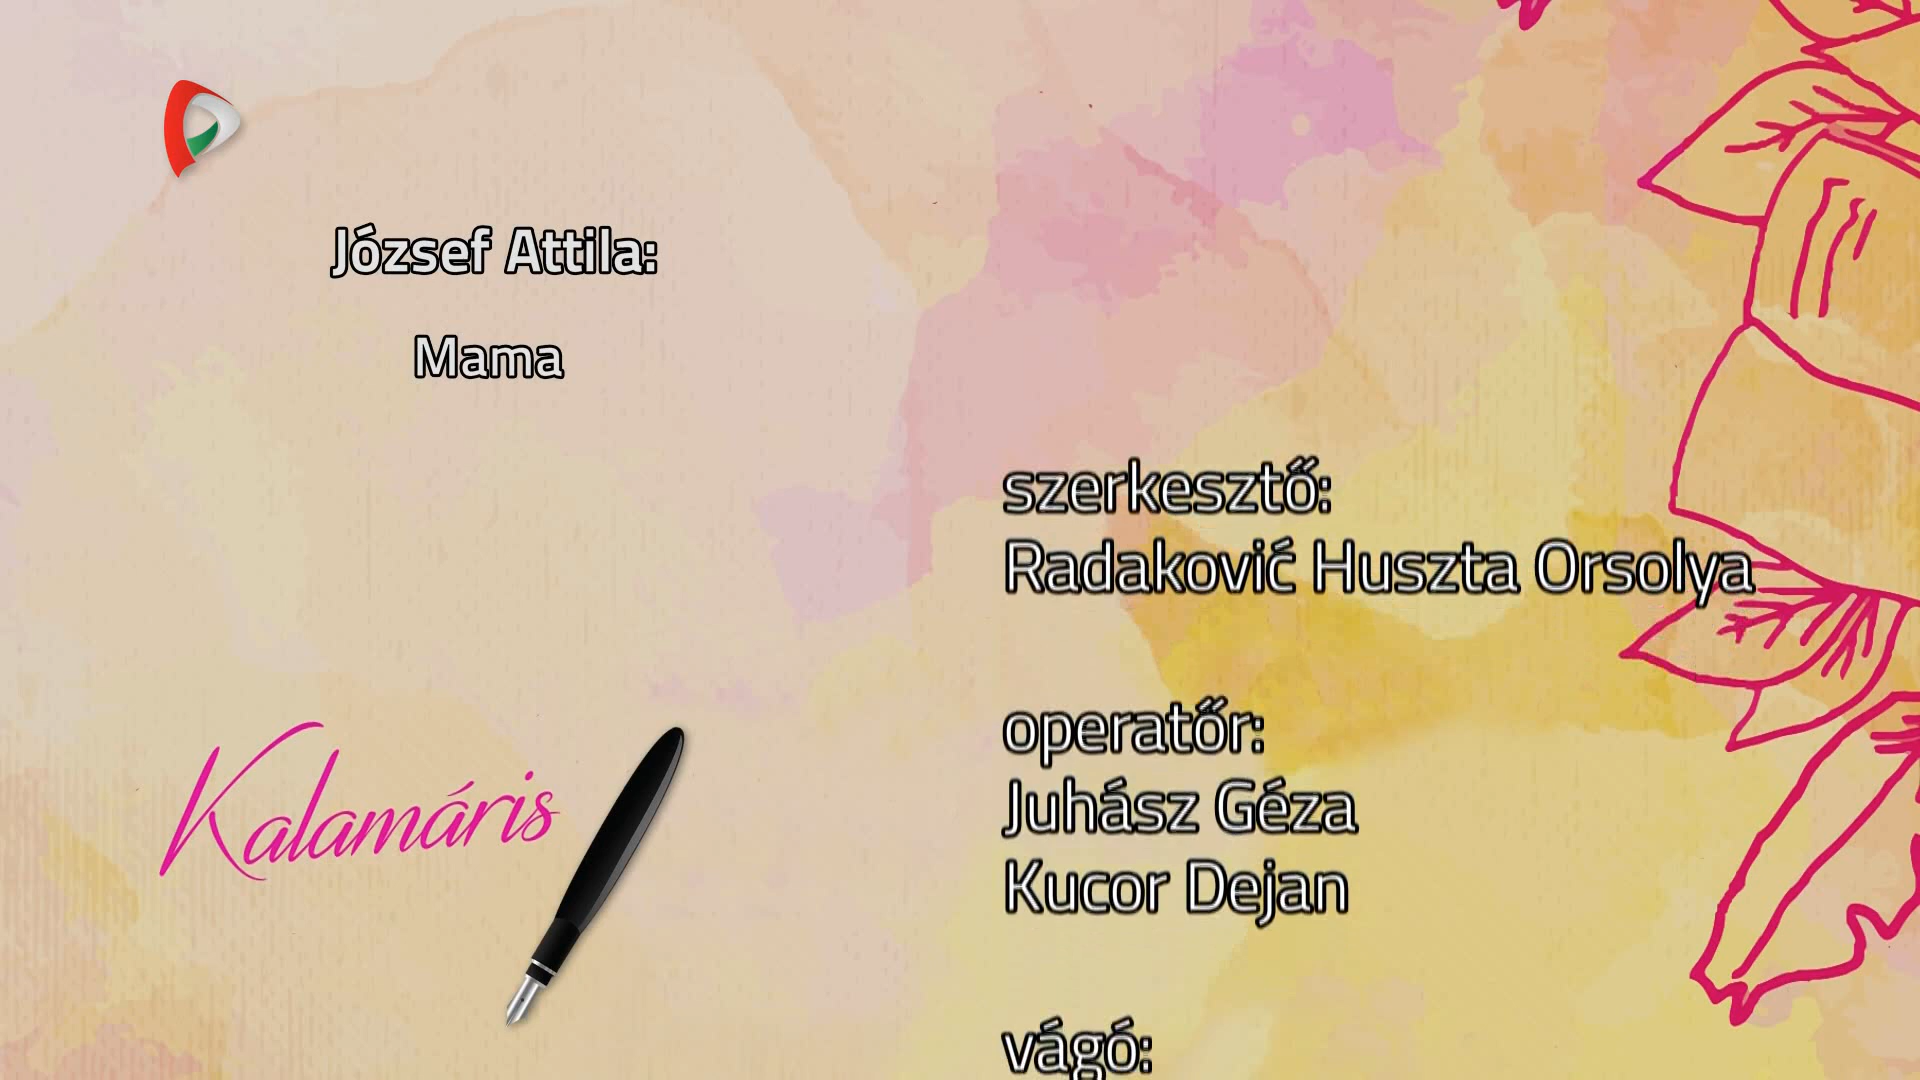 József Attila:
Mama
szerkesztő:
Radaković Huszta Orsolya
operatőr:
Juhász Géza
Kucor Dejan
vágó:
Kalamáris